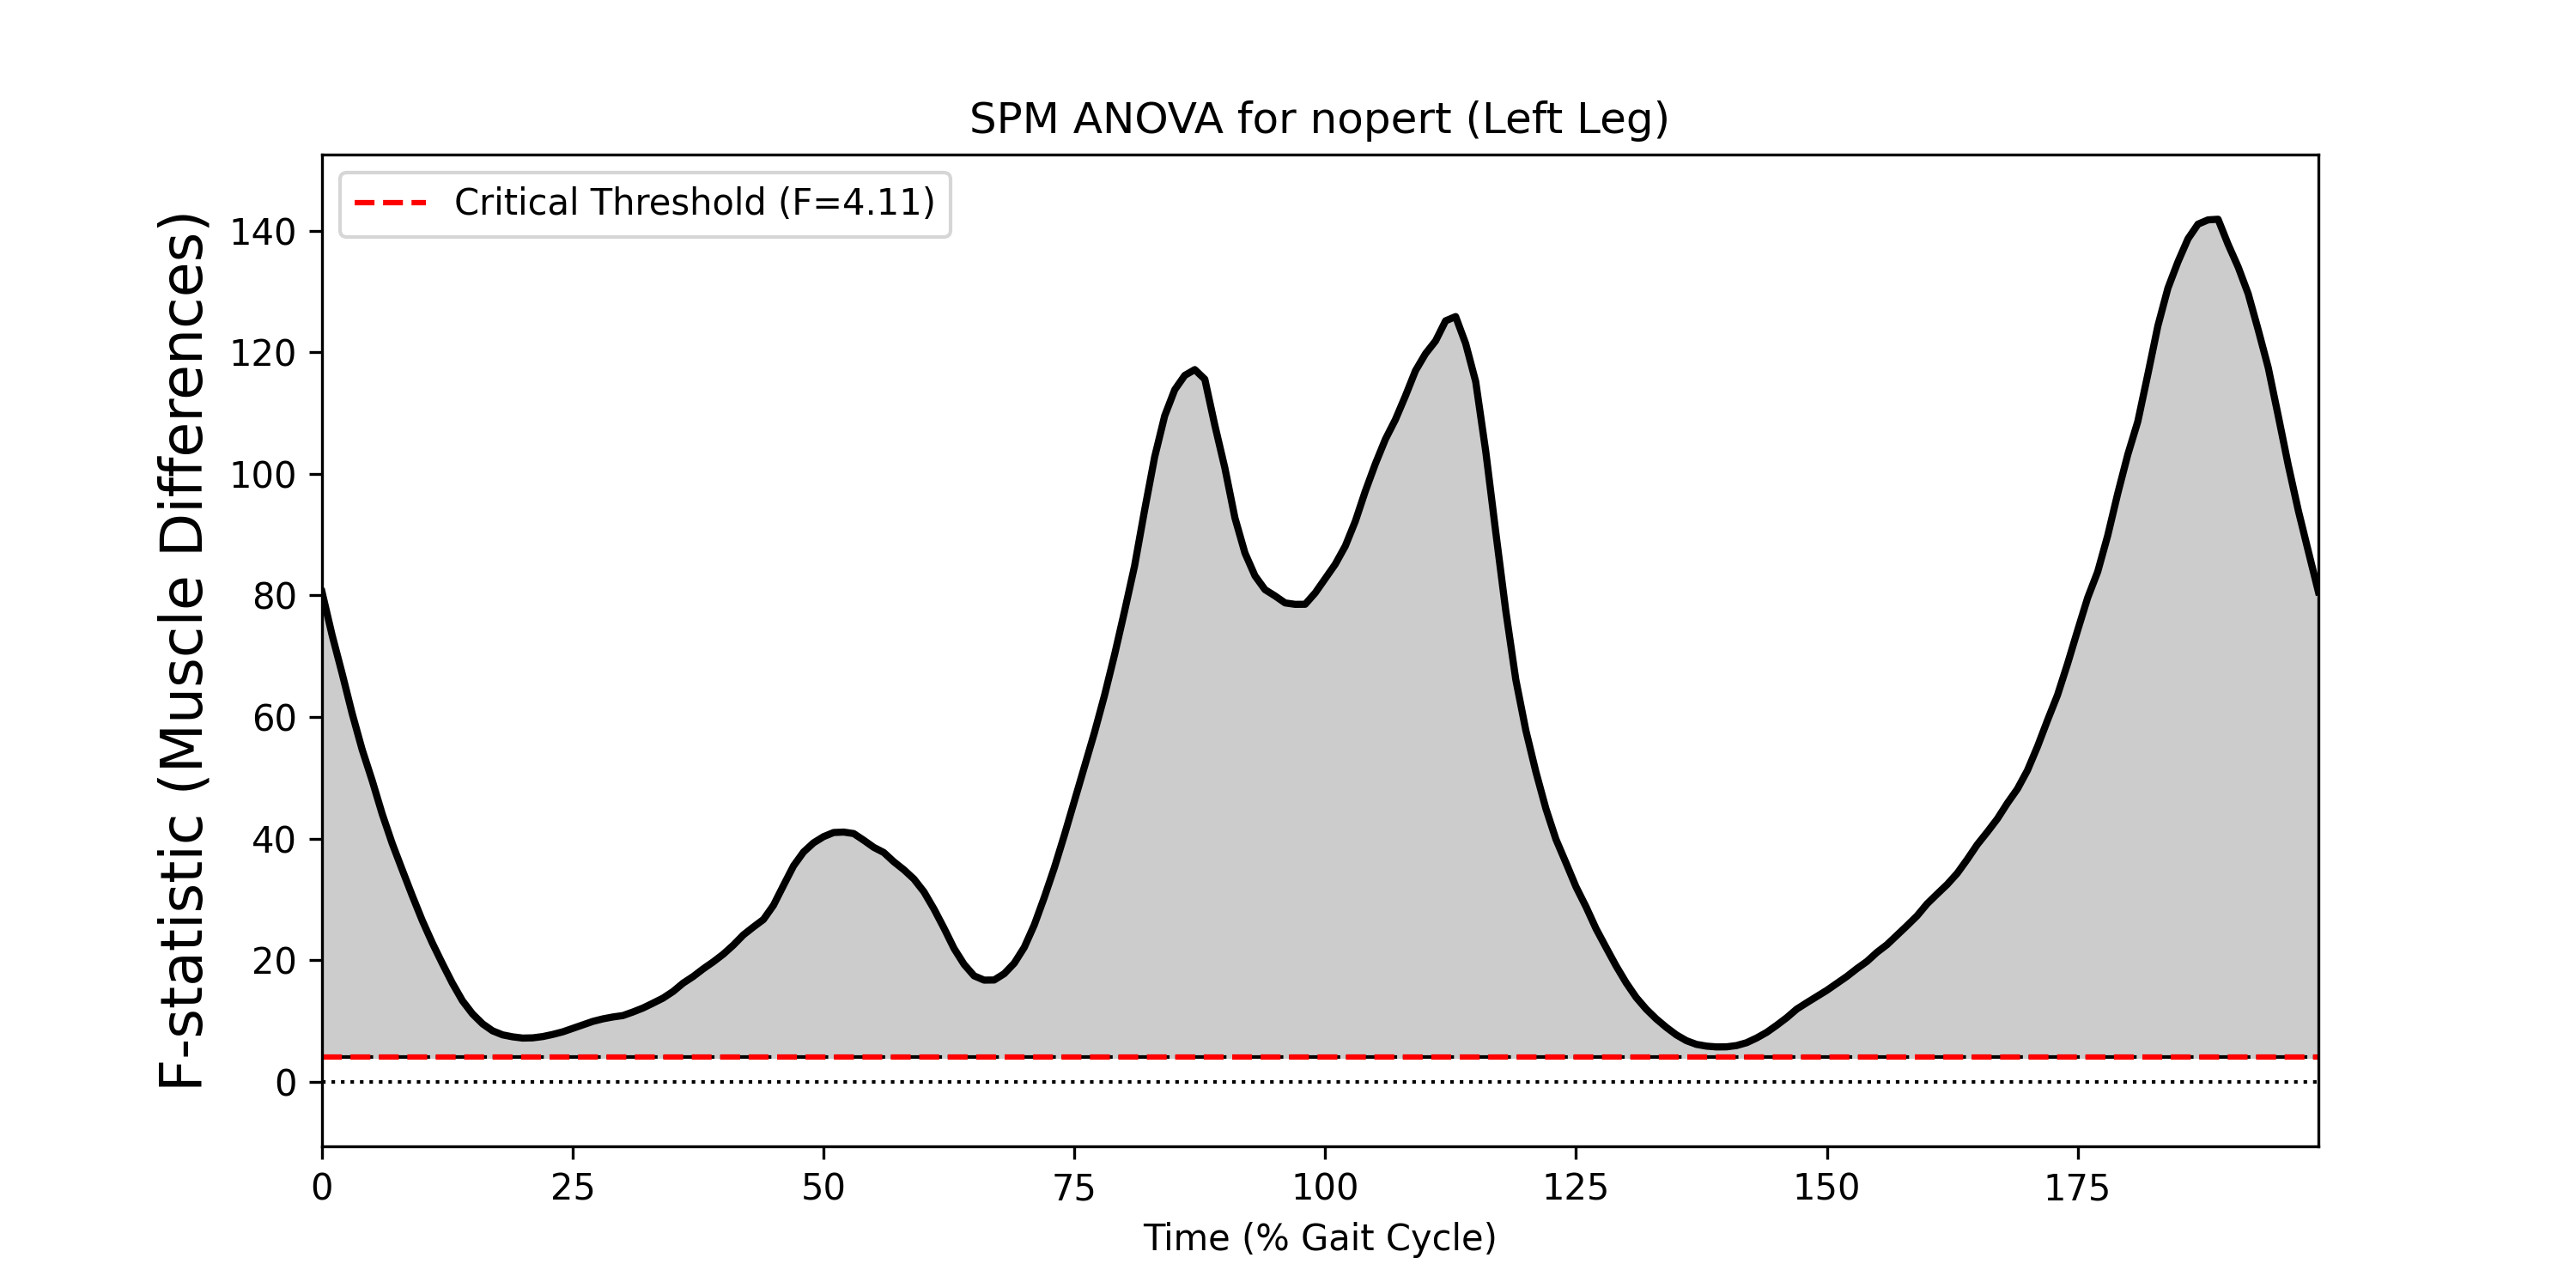 SPM ANOVA for nopert (Left Leg)
Critical Threshold (F=4.11)
F-statistic (Muscle Differences)
140
120
100
80
60
40
20
0
0 25 50 75 100 125 150 175
Time (% Gait Cycle)